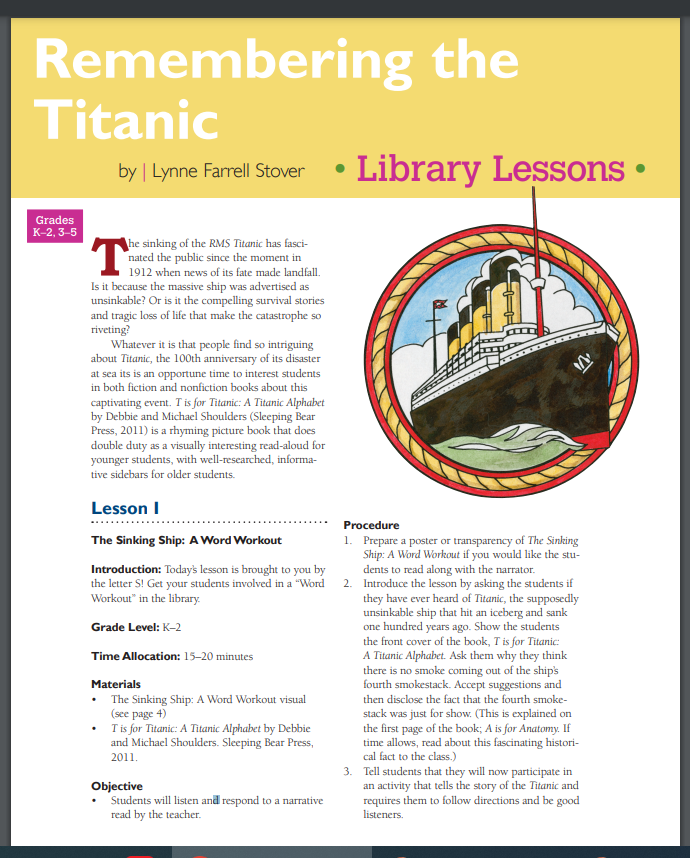 Remembering the
Titanic
by | Lynne Farrell Stover
• Library Lessons •
Grades
K–2, 3–5
The sinking of the RMS Titanic has fasci-
nated the public since the moment in
1912 when news of its fate made landfall.
Is it because the massive ship was advertised as
unsinkable? Or is it the compelling survival stories
and tragic loss of life that make the catastrophe so
riveting?
Whatever it is that people find so intriguing
about Titanic, the 100th anniversary of its disaster
at sea its is an opportune time to interest students
in both fiction and nonfiction books about this
captivating event. T is for Titanic: A Titanic Alphabet
by Debbie and Michael Shoulders (Sleeping Bear
Press, 2011) is a rhyming picture book that does
double duty as a visually interesting read-aloud for
younger students, with well-researched, informa-
tive sidebars for older students.
Lesson I
The Sinking Ship: A Word Workout
Introduction: Today's lesson is brought to you by
the letter S! Get your students involved in a "Word
Workout" in the library.
Grade Level: K–2
Time Allocation: 15–20 minutes
Materials
• The Sinking Ship: A Word Workout visual
(see page 4)
• T is for Titanic: A Titanic Alphabet by Debbie
and Michael Shoulders. Sleeping Bear Press,
2011.
Objective
• Students will listen and respond to a narrative
read by the teacher.
Procedure
1. Prepare a poster or transparency of The Sinking
Ship: A Word Workout if you would like the stu-
dents to read along with the narrator.
2. Introduce the lesson by asking the students if
they have ever heard of Titanic, the supposedly
unsinkable ship that hit an iceberg and sank
one hundred years ago. Show the students
the front cover of the book, T is for Titanic:
A Titanic Alphabet. Ask them why they think
there is no smoke coming out of the ship's
fourth smokestack. Accept suggestions and
then disclose the fact that the fourth smoke-
stack was just for show. (This is explained on
the first page of the book; A is for Anatomy. If
time allows, read about this fascinating histori-
cal fact to the class.)
3. Tell students that they will now participate in
an activity that tells the story of the Titanic and
requires them to follow directions and be good
listeners.